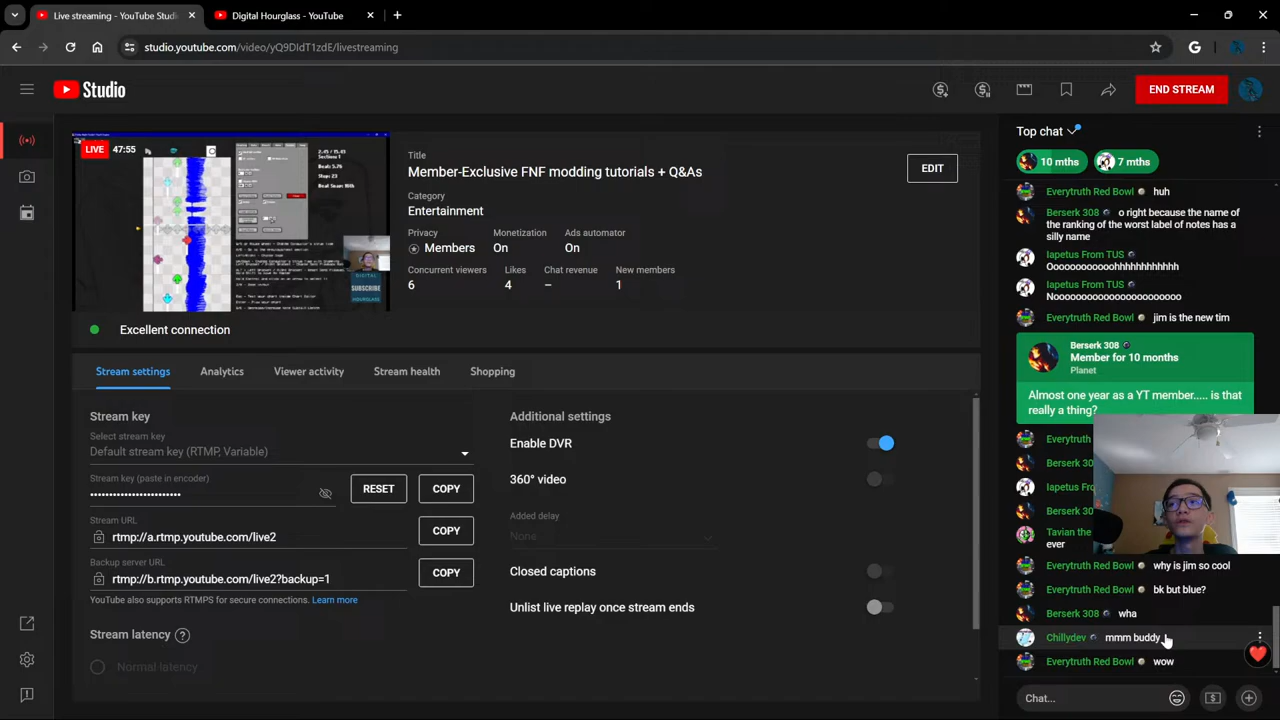 Live streaming - YouTube Studi
Digital Hourglass - YouTube
studio.youtube.com/video/yQ9DIdT1zdE/livestreaming
Studio
END STREAM
LIVE 47:55
DIGITAL
SUBSCRIBE
HOURGLASS
Title
Member-Exclusive FNF modding tutorials + Q&As
EDIT
Category
Entertainment
Privacy Monetization Ads automator
Members On On
Concurrent viewers Likes Chat revenue New members
6 4 – 1
Excellent connection
Stream settings Analytics Viewer activity Stream health Shopping
Stream key
Select stream key
Default stream key (RTMP, Variable)
Stream key (paste in encoder)
RESET COPY
Stream URL
rtmp://a.rtmp.youtube.com/live2
COPY
Backup server URL
rtmp://b.rtmp.youtube.com/live2?backup=1
COPY
YouTube also supports RTMPS for secure connections. Learn more
Stream latency ?
Normal latency
Additional settings
Enable DVR
360° video
Added delay
None
Closed captions
Unlist live replay once stream ends
Top chat
10 mths 7 mths
Everytruth Red Bowl huh
Berserk 308 o right because the name of
the ranking of the worst label of notes has a
silly name
Iapetus From TUS
Ooooooooooohhhhhhhhhhhh
Iapetus From TUS
Noooooooooooooooooooooo
Everytruth Red Bowl jim is the new tim
Berserk 308
Member for 10 months
Planet
Almost one year as a YT member..... is that
really a thing?
Everytruth
Berserk 308
Iapetus Fro
Berserk 308
Tavian the
ever
Everytruth Red Bowl why is jim so cool
Everytruth Red Bowl bk but blue?
Berserk 308 wha
Chillydev mmm buddy
Everytruth Red Bowl wow
Chat...